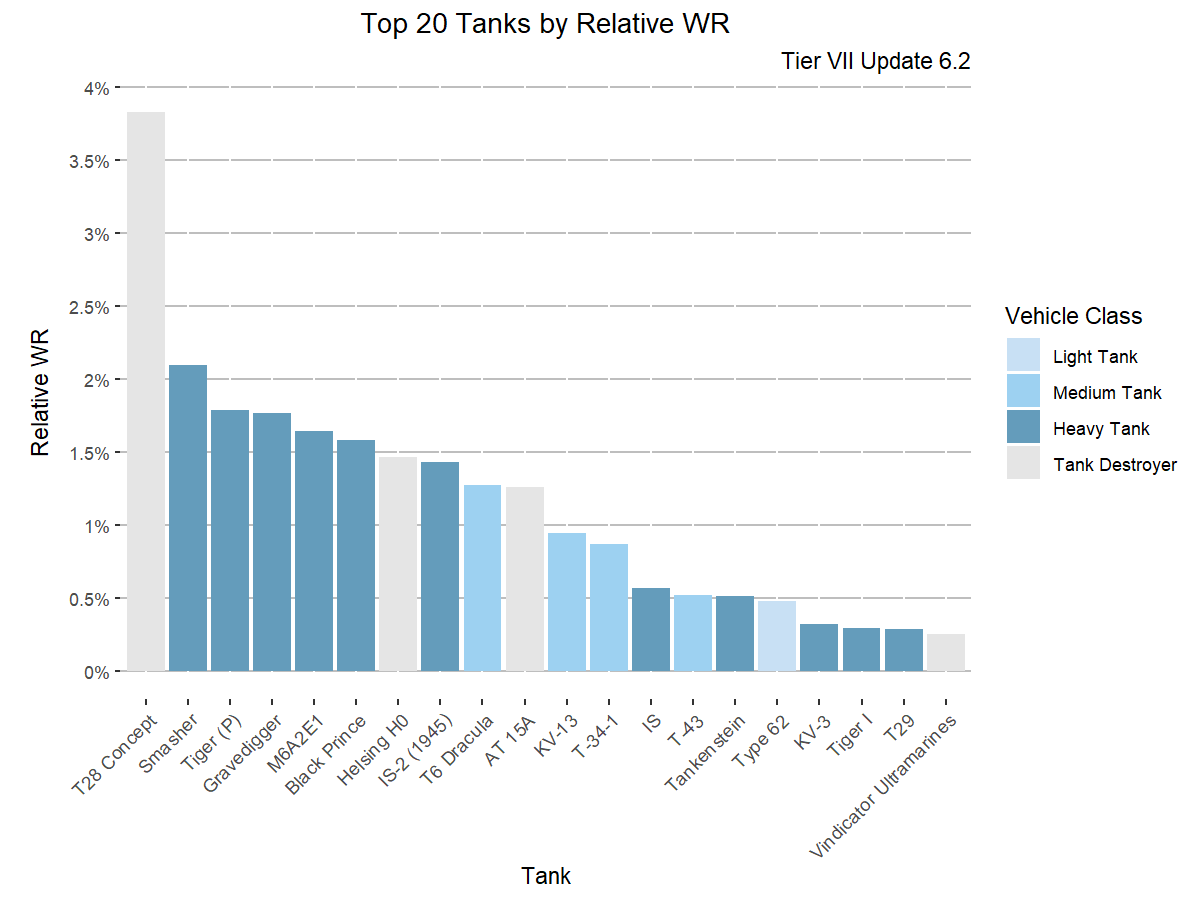 Top 20 Tanks by Relative WR
Tier VII Update 6.2
4%
3.5%
3%
2.5%
2%
1.5%
1%
0.5%
0%
Relative WR
T28 Concept
Smasher
Tiger (P)
Gravedigger
M6A2E1
Black Prince
Helsing H0
IS-2 (1945)
T6 Dracula
AT 15A
KV-13
T-34-1
IS
T-43
Tankenstein
Type 62
KV-3
Tiger I
T29
Vindicator Ultramarines
Tank
Vehicle Class
Light Tank
Medium Tank
Heavy Tank
Tank Destroyer